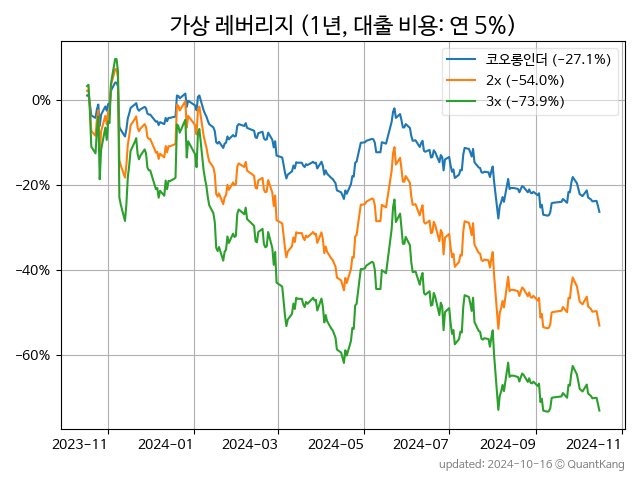 가상 레버리지 (1년, 대출 비용: 연 5%)
코오롱인더 (−27.1%)
2x (−54.0%)
3x (−73.9%)
0%
−20%
−40%
−60%
2023-11 2024-01 2024-03 2024-05 2024-07 2024-09 2024-11
updated: 2024-10-16 © QuantKang